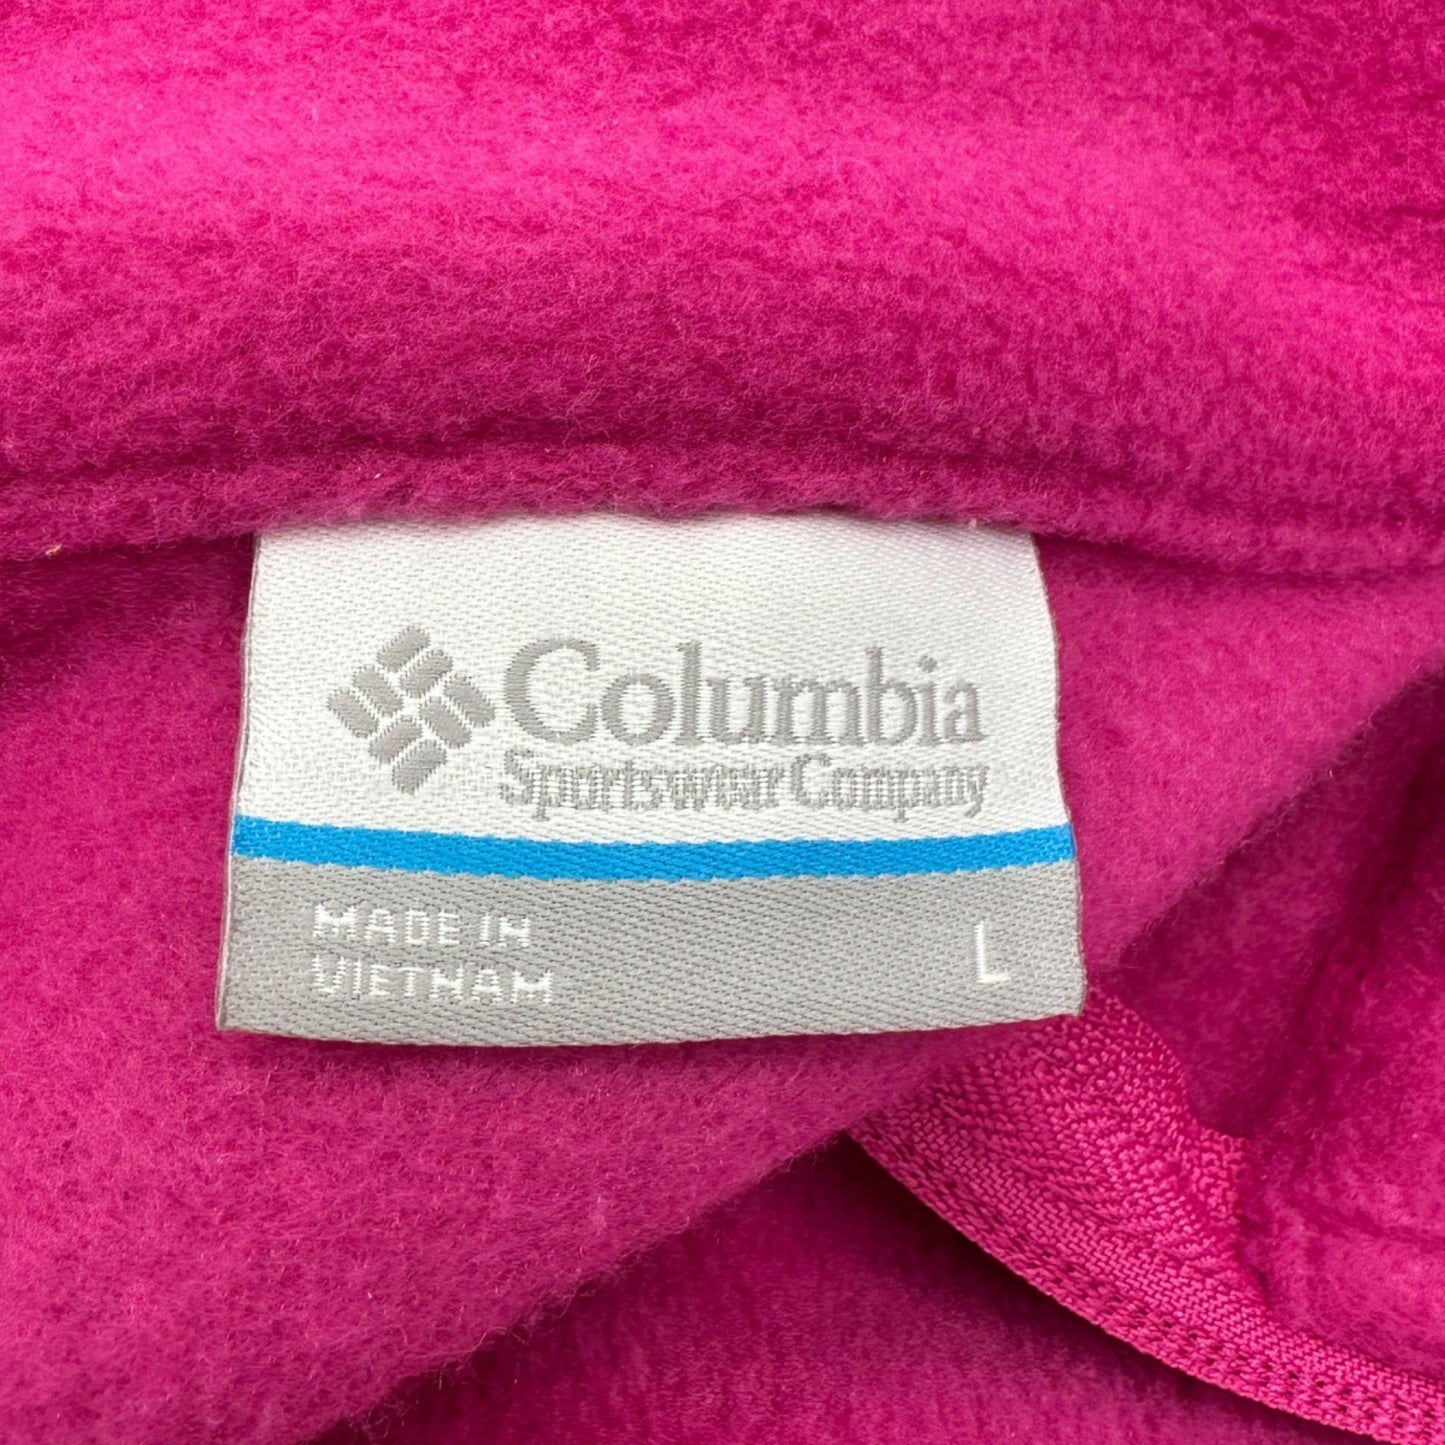 Columbia
Sportswear Company
MADE IN
VIETNAM
L